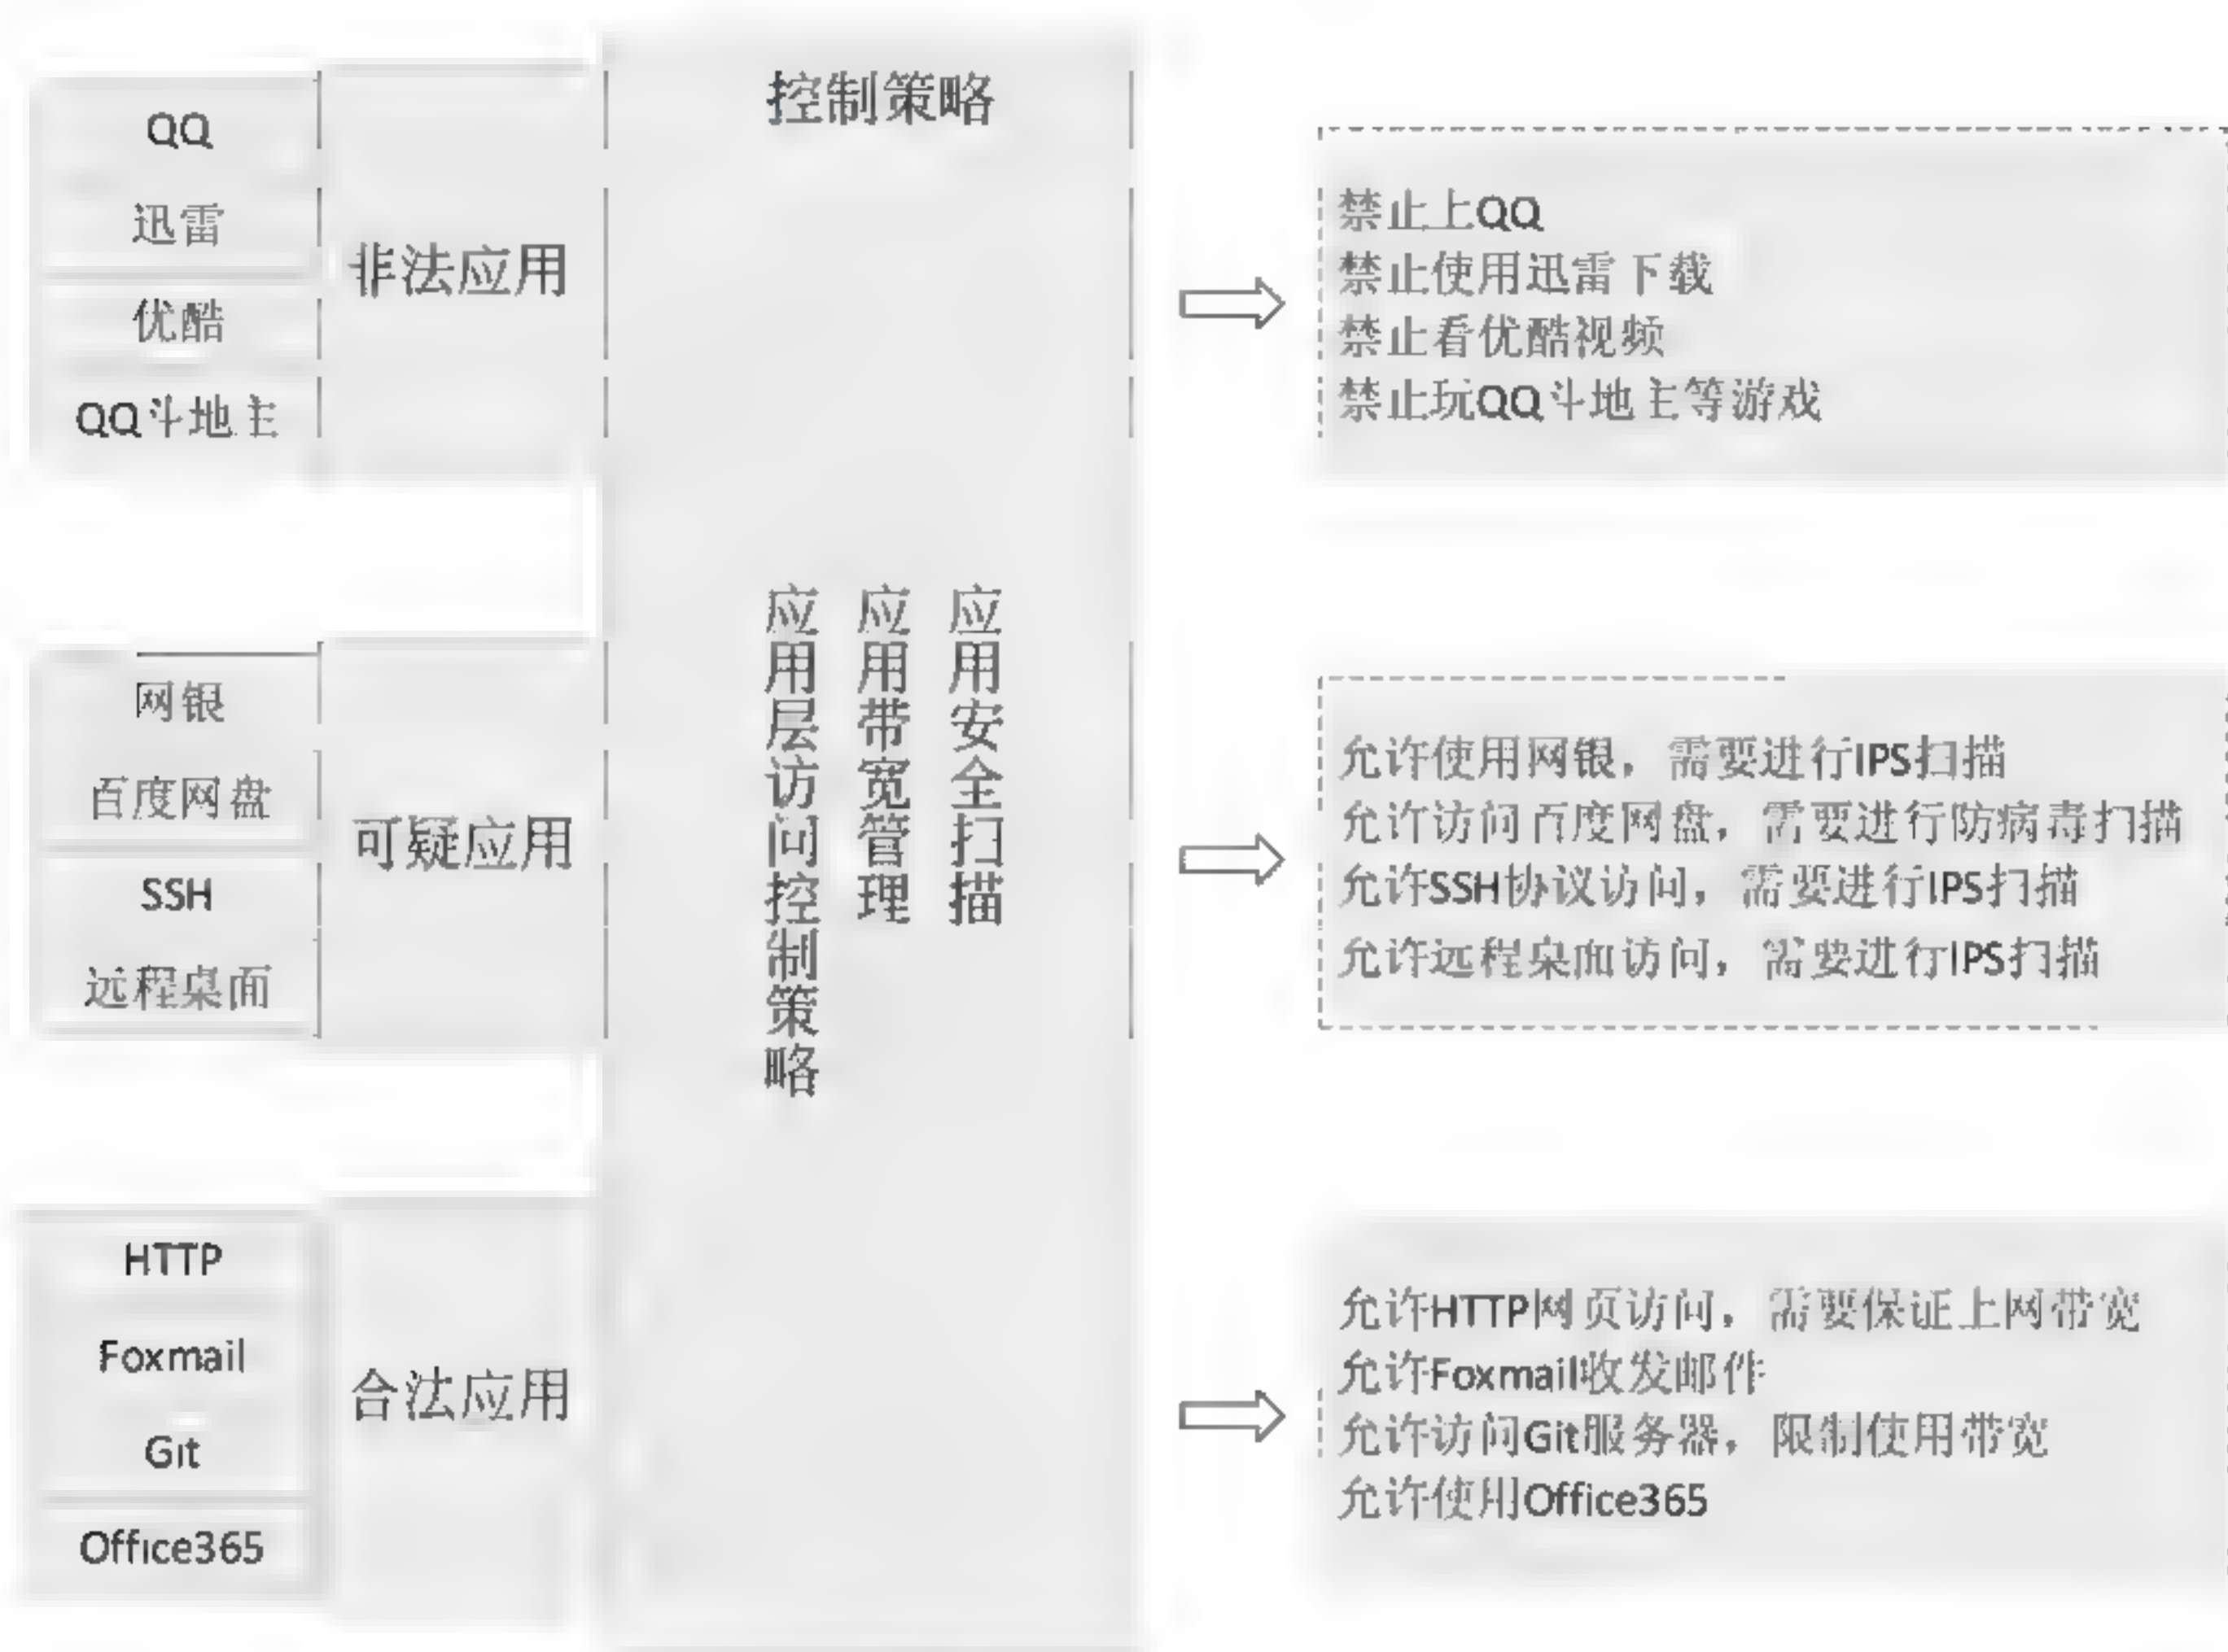 QQ
迅雷
优酷
QQ斗地主
非法应用
控制策略
禁止上QQ
禁止使用迅雷下载
禁止看优酷视频
禁止玩QQ斗地主等游戏
网银
百度网盘
SSH
远程桌面
可疑应用
应用层访问控制策略
应用带宽管理
应用安全扫描
允许使用网银，需要进行IPS扫描
允许访问百度网盘，需要进行防病毒扫描
允许SSH协议访问，需要进行IPS扫描
允许远程桌面访问，需要进行IPS扫描
HTTP
Foxmail
Git
Office365
合法应用
允许HTTP网页访问，需要保证上网带宽
允许Foxmail收发邮件
允许访问Git服务器，限制使用带宽
允许使用Office365